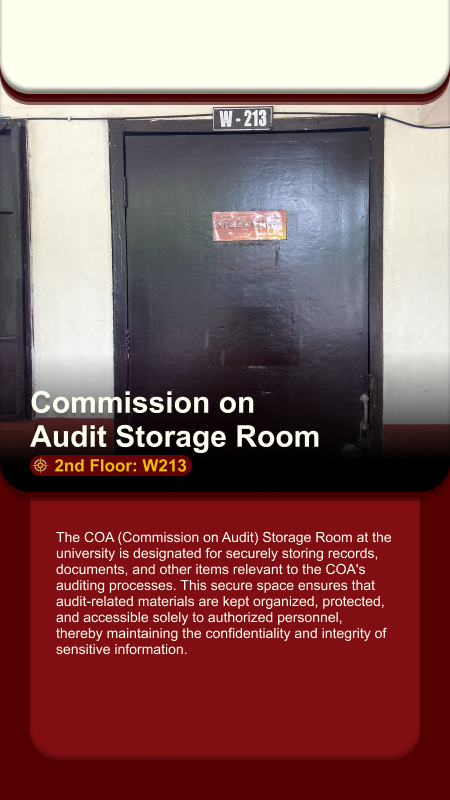 W - 213
Commission on
Audit Storage Room
2nd Floor: W213
The COA (Commission on Audit) Storage Room at the
university is designated for securely storing records,
documents, and other items relevant to the COA's
auditing processes. This secure space ensures that
audit-related materials are kept organized, protected,
and accessible solely to authorized personnel,
thereby maintaining the confidentiality and integrity of
sensitive information.